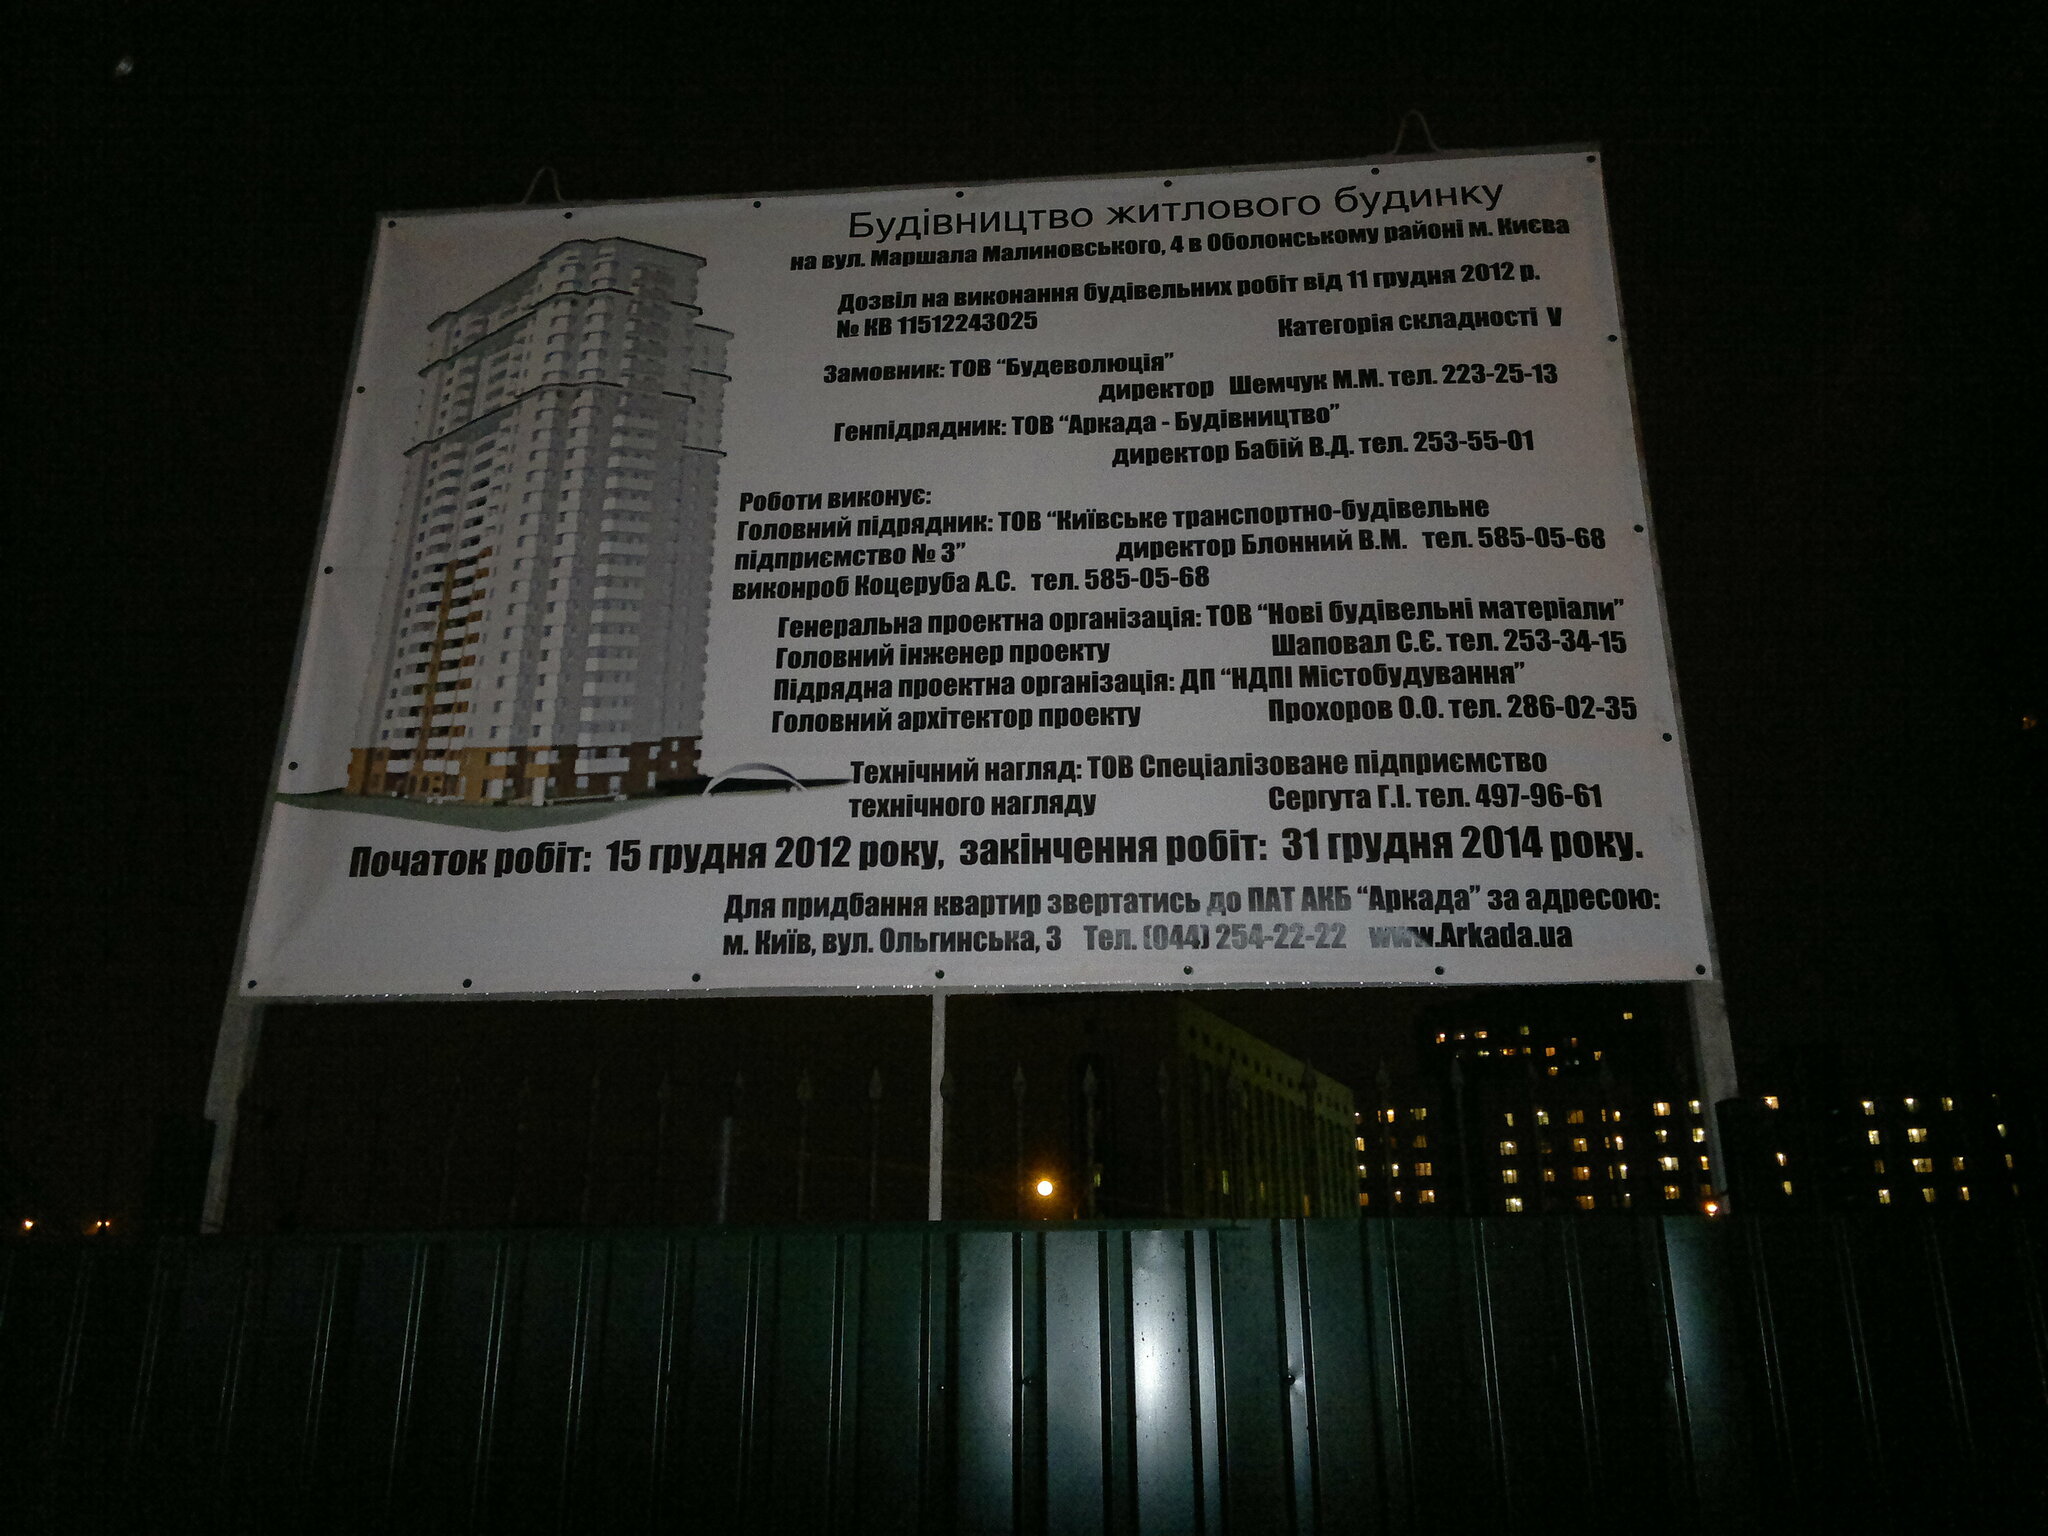 Будівництво житлового будинку
на вул. Маршала Малиновського, 4 в Оболонському районі м. Києва
Дозвіл на виконання будівельних робіт від 11 грудня 2012 р.
№ КВ 11512243025 Категорія складності V
Замовник: ТОВ “Будеволюція”
директор Шемчук М.М. тел. 223-25-13
Генпідрядник: ТОВ “Аркада - Будівництво”
директор Бабій В.Д. тел. 253-55-01
Роботи виконує:
Головний підрядник: ТОВ “Київське транспортно-будівельне
підприємство № 3” директор Блонний В.М. тел. 585-05-68
виконроб Коцеруба А.С. тел. 585-05-68
Генеральна проектна організація: ТОВ “Нові будівельні матеріали”
Головний інженер проекту Шаповал С.Є. тел. 253-34-15
Підрядна проектна організація: ДП “НДПІ Містобудування”
Головний архітектор проекту Прохоров О.О. тел. 286-02-35
Технічний нагляд: ТОВ Спеціалізоване підприємство
технічного нагляду Сергута Г.І. тел. 497-96-61
Початок робіт: 15 грудня 2012 року, закінчення робіт: 31 грудня 2014 року.
Для придбання квартир звертатись до ПАТ АКБ “Аркада” за адресою:
м. Київ, вул. Ольгинська, 3 Тел. (044) 254-22-22 www.Arkada.ua